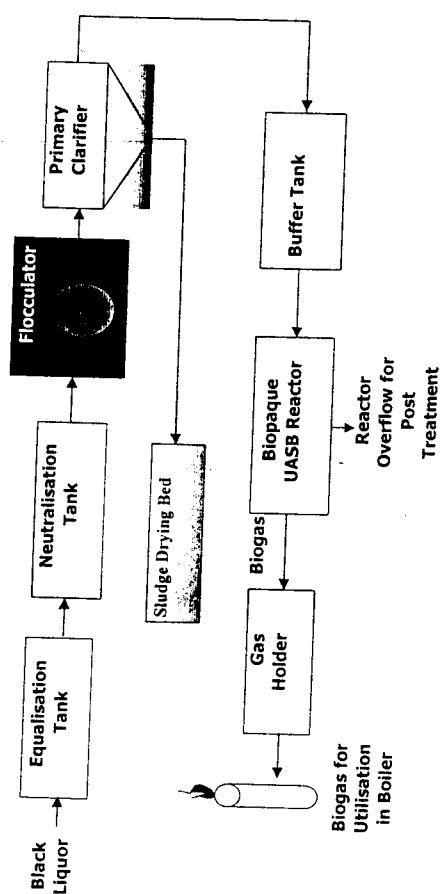 Black
Liquor
Equalisation
Tank
Neutralisation
Tank
Flocculator
Primary
Clarifier
Sludge Drying Bed
Buffer Tank
Biopaque
UASB Reactor
Reactor
Overflow for
Post
Treatment
Biogas
Gas
Holder
Biogas for
Utilisation
in Boiler